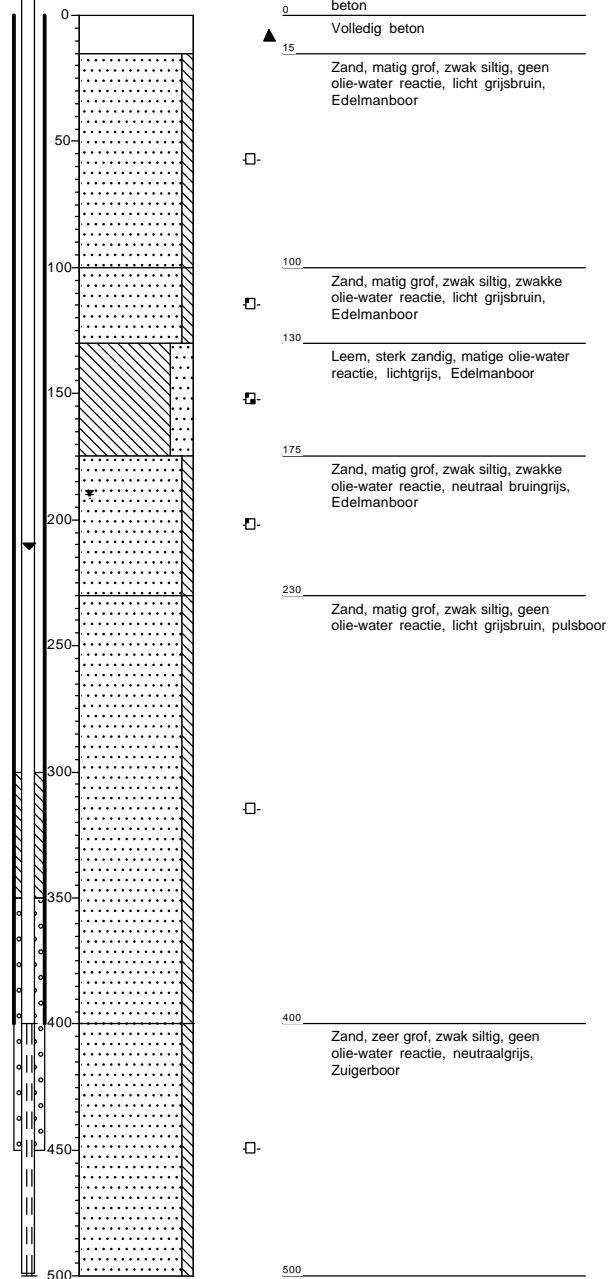 beton
0
Volledig beton
15
Zand, matig grof, zwak siltig, geen
olie-water reactie, licht grijsbruin,
Edelmanboor
100
Zand, matig grof, zwak siltig, zwakke
olie-water reactie, licht grijsbruin,
Edelmanboor
130
Leem, sterk zandig, matige olie-water
reactie, lichtgrijs, Edelmanboor
175
Zand, matig grof, zwak siltig, zwakke
olie-water reactie, neutraal bruingrijs,
Edelmanboor
230
Zand, matig grof, zwak siltig, geen
olie-water reactie, licht grijsbruin, pulsboor
400
Zand, zeer grof, zwak siltig, geen
olie-water reactie, neutraalgrijs,
Zuigerboor
500
0
50
100
150
200
250
300
350
400
450
500